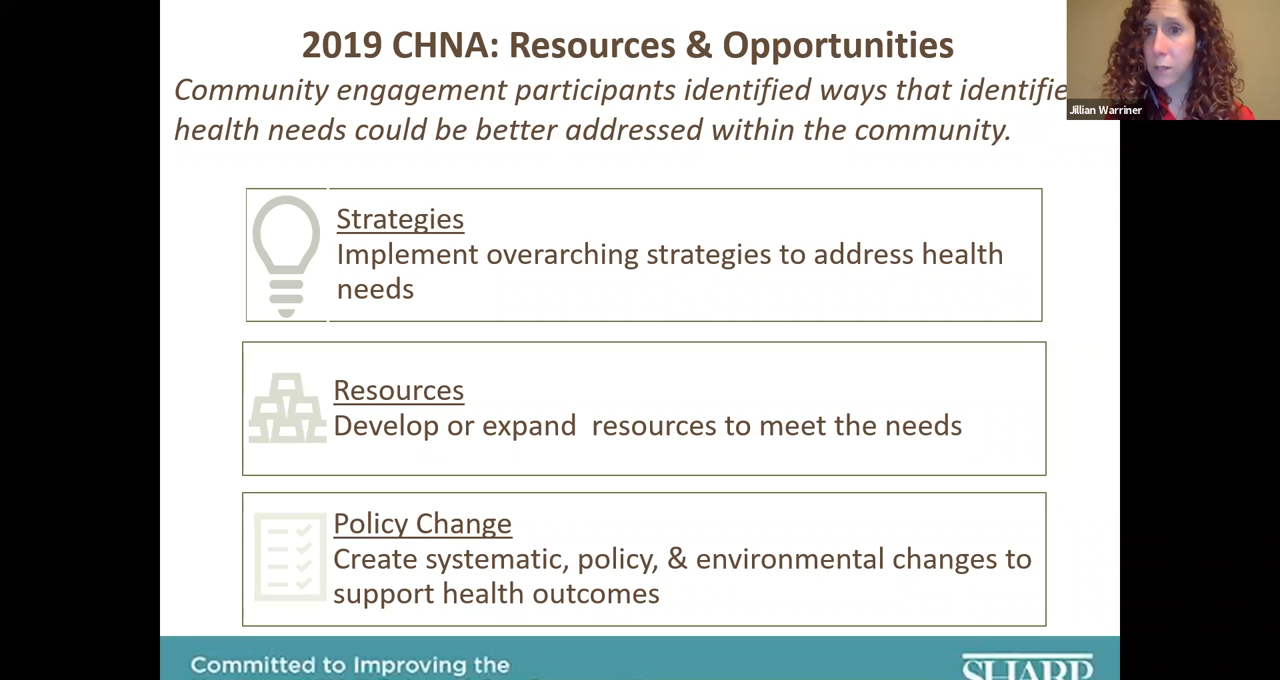 2019 CHNA: Resources & Opportunities
Community engagement participants identified ways that identifie
health needs could be better addressed within the community.
Jillian Warriner
Strategies
Implement overarching strategies to address health
needs
Resources
Develop or expand  resources to meet the needs
Policy Change
Create systematic, policy, & environmental changes to
support health outcomes
Committed to Improving the
SHARP